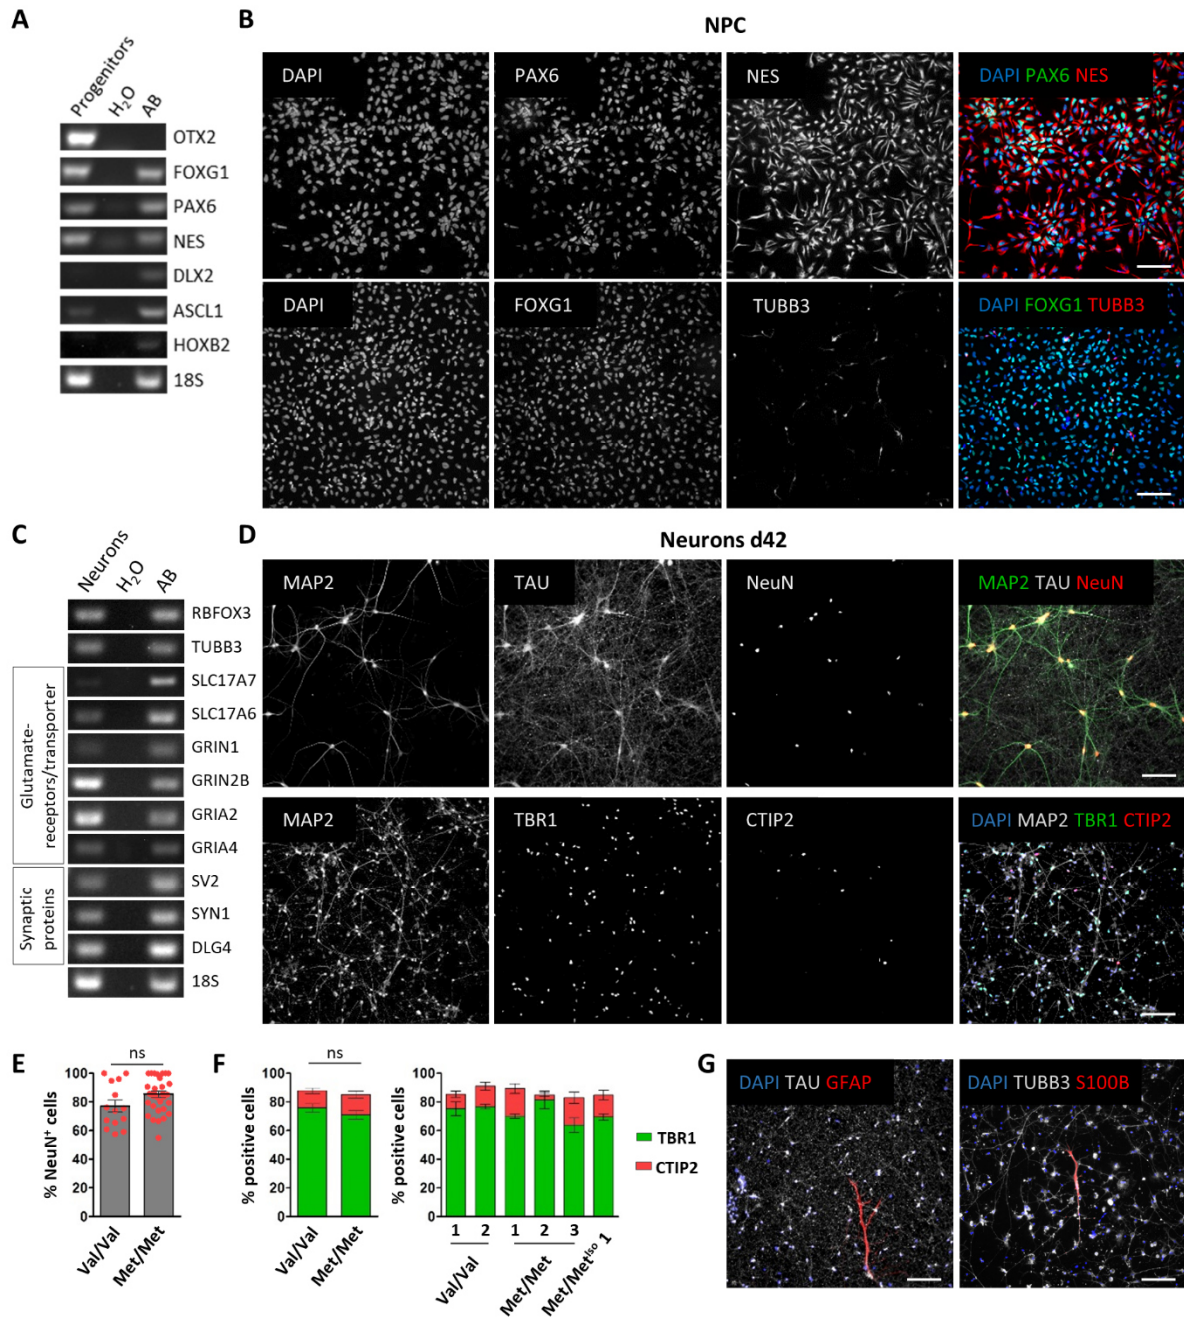 A
Progenitors
H2O
AB
OTX2
FOXG1
PAX6
NES
DLX2
ASCL1
HOXB2
18S
B
NPC
DAPI
PAX6
NES
DAPI PAX6 NES
DAPI
FOXG1
TUBB3
DAPI FOXG1 TUBB3
C
Neurons
H2O
AB
RBFOX3
TUBB3
SLC17A7
SLC17A6
GRIN1
GRIN2B
GRIA2
GRIA4
SV2
SYN1
DLG4
18S
Glutamate-
receptors/transporter
Synaptic
proteins
D
Neurons d42
MAP2
TAU
NeuN
MAP2 TAU NeuN
MAP2
TBR1
CTIP2
DAPI MAP2 TBR1 CTIP2
E
ns
% NeuN+ cells
100
80
60
40
20
0
Val/Val
Met/Met
F
ns
% positive cells
100
80
60
40
20
0
Val/Val
Met/Met
% positive cells
100
80
60
40
20
0
1 2 1 2 3
Val/Val
Met/Met
Met/Metiso 1
TBR1
CTIP2
G
DAPI TAU GFAP
DAPI TUBB3 S100B